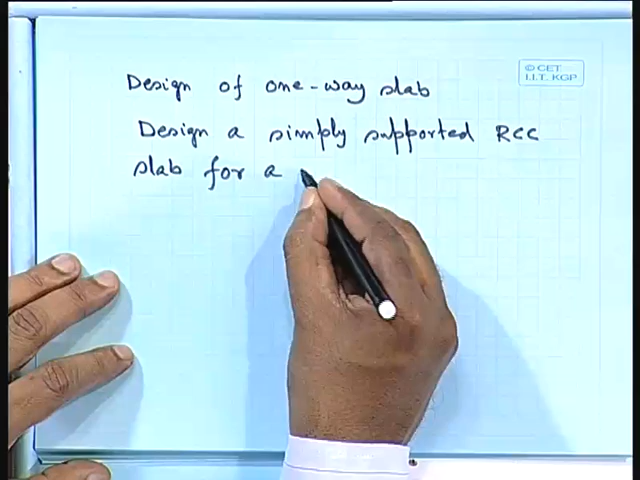 © CET
I.I.T. KGP
Design of one-way slab
Design a simply supported RCC
slab for a